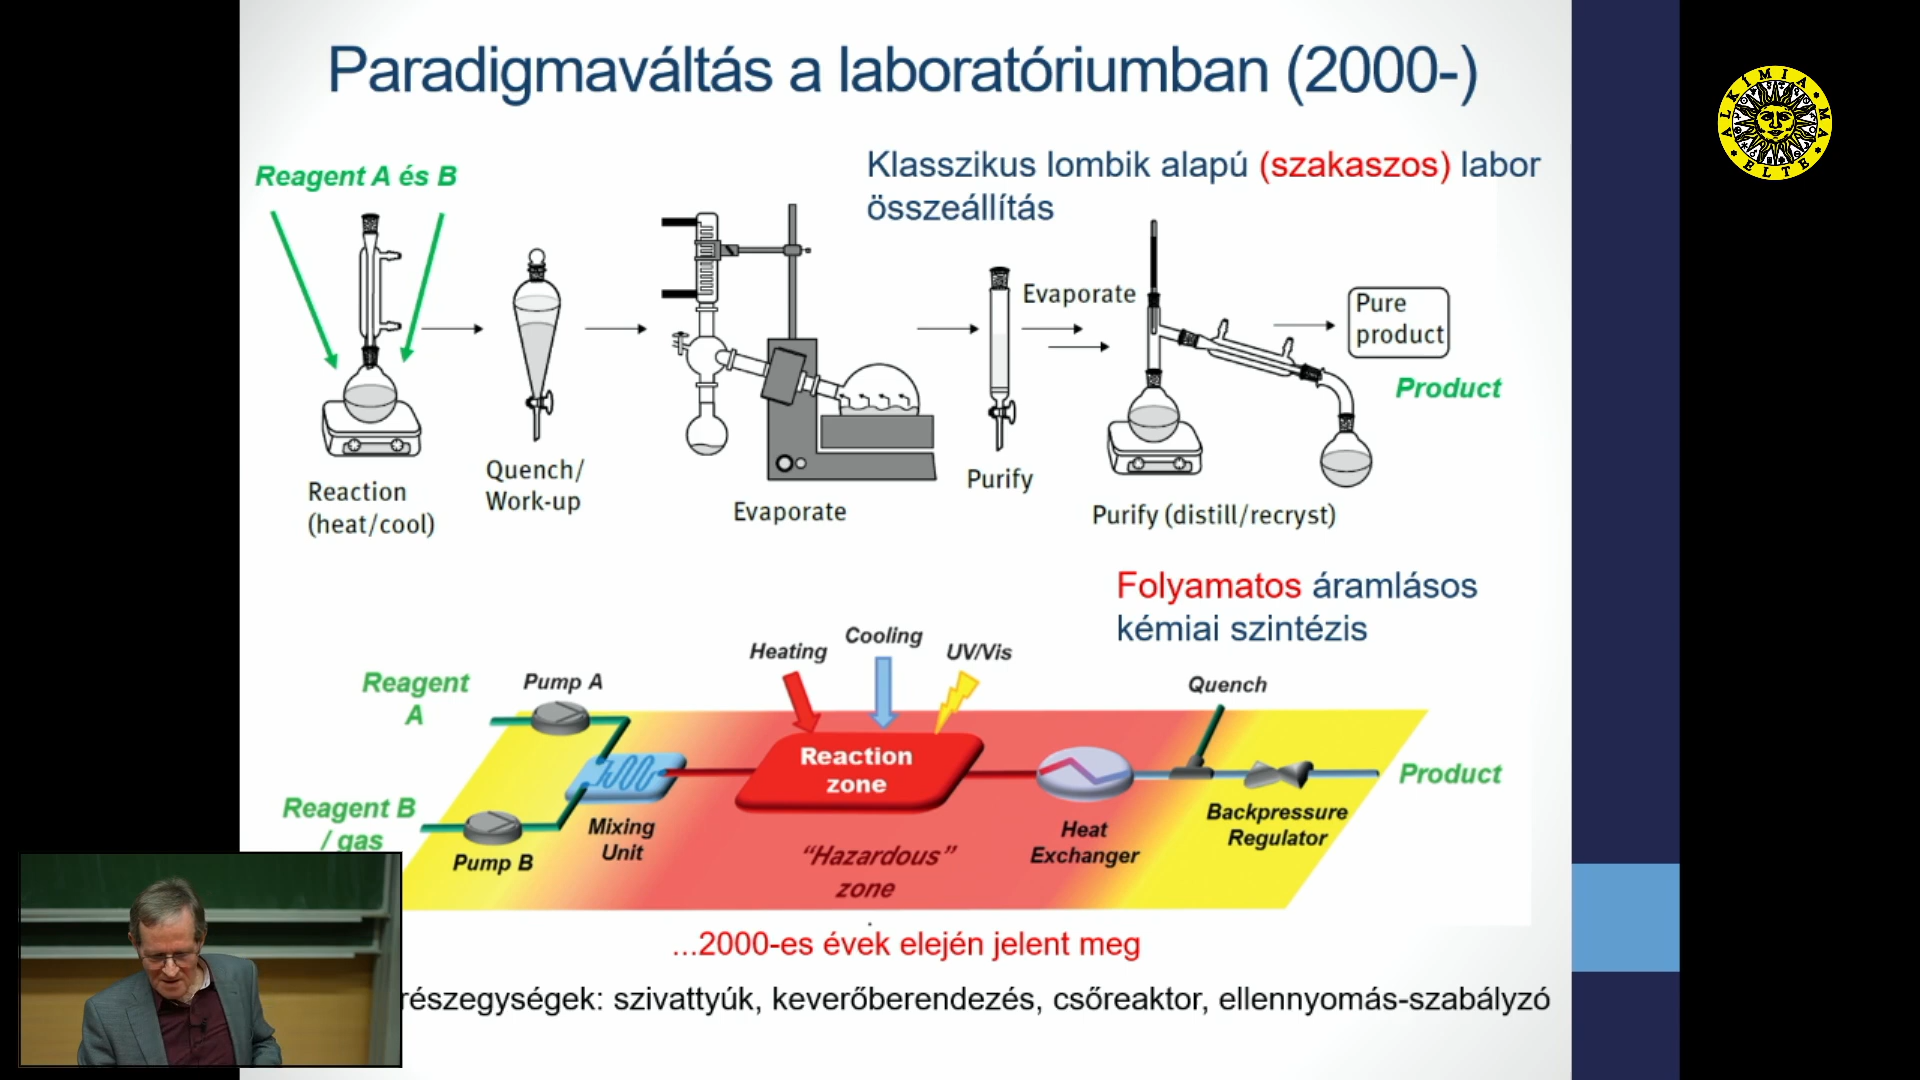 Paradigmaváltás a laboratóriumban (2000-)
ALKÍMIA MA
ELTE
Klasszikus lombik alapú (szakaszos) labor
összeállítás
Reagent A és B
Evaporate
Pure
product
Product
Reaction
(heat/cool)
Quench/
Work-up
Evaporate
Purify
Purify (distill/recryst)
Folyamatos áramlásos
kémiai szintézis
Heating
Cooling
UV/Vis
Reagent
A
Pump A
Quench
Reaction
zone
Product
Reagent B
/ gas
Pump B
Mixing
Unit
"Hazardous"
zone
Heat
Exchanger
Backpressure
Regulator
...2000-es évek elején jelent meg
részegységek: szivattyúk, keverőberendezés, csőreaktor, ellennyomás-szabályzó